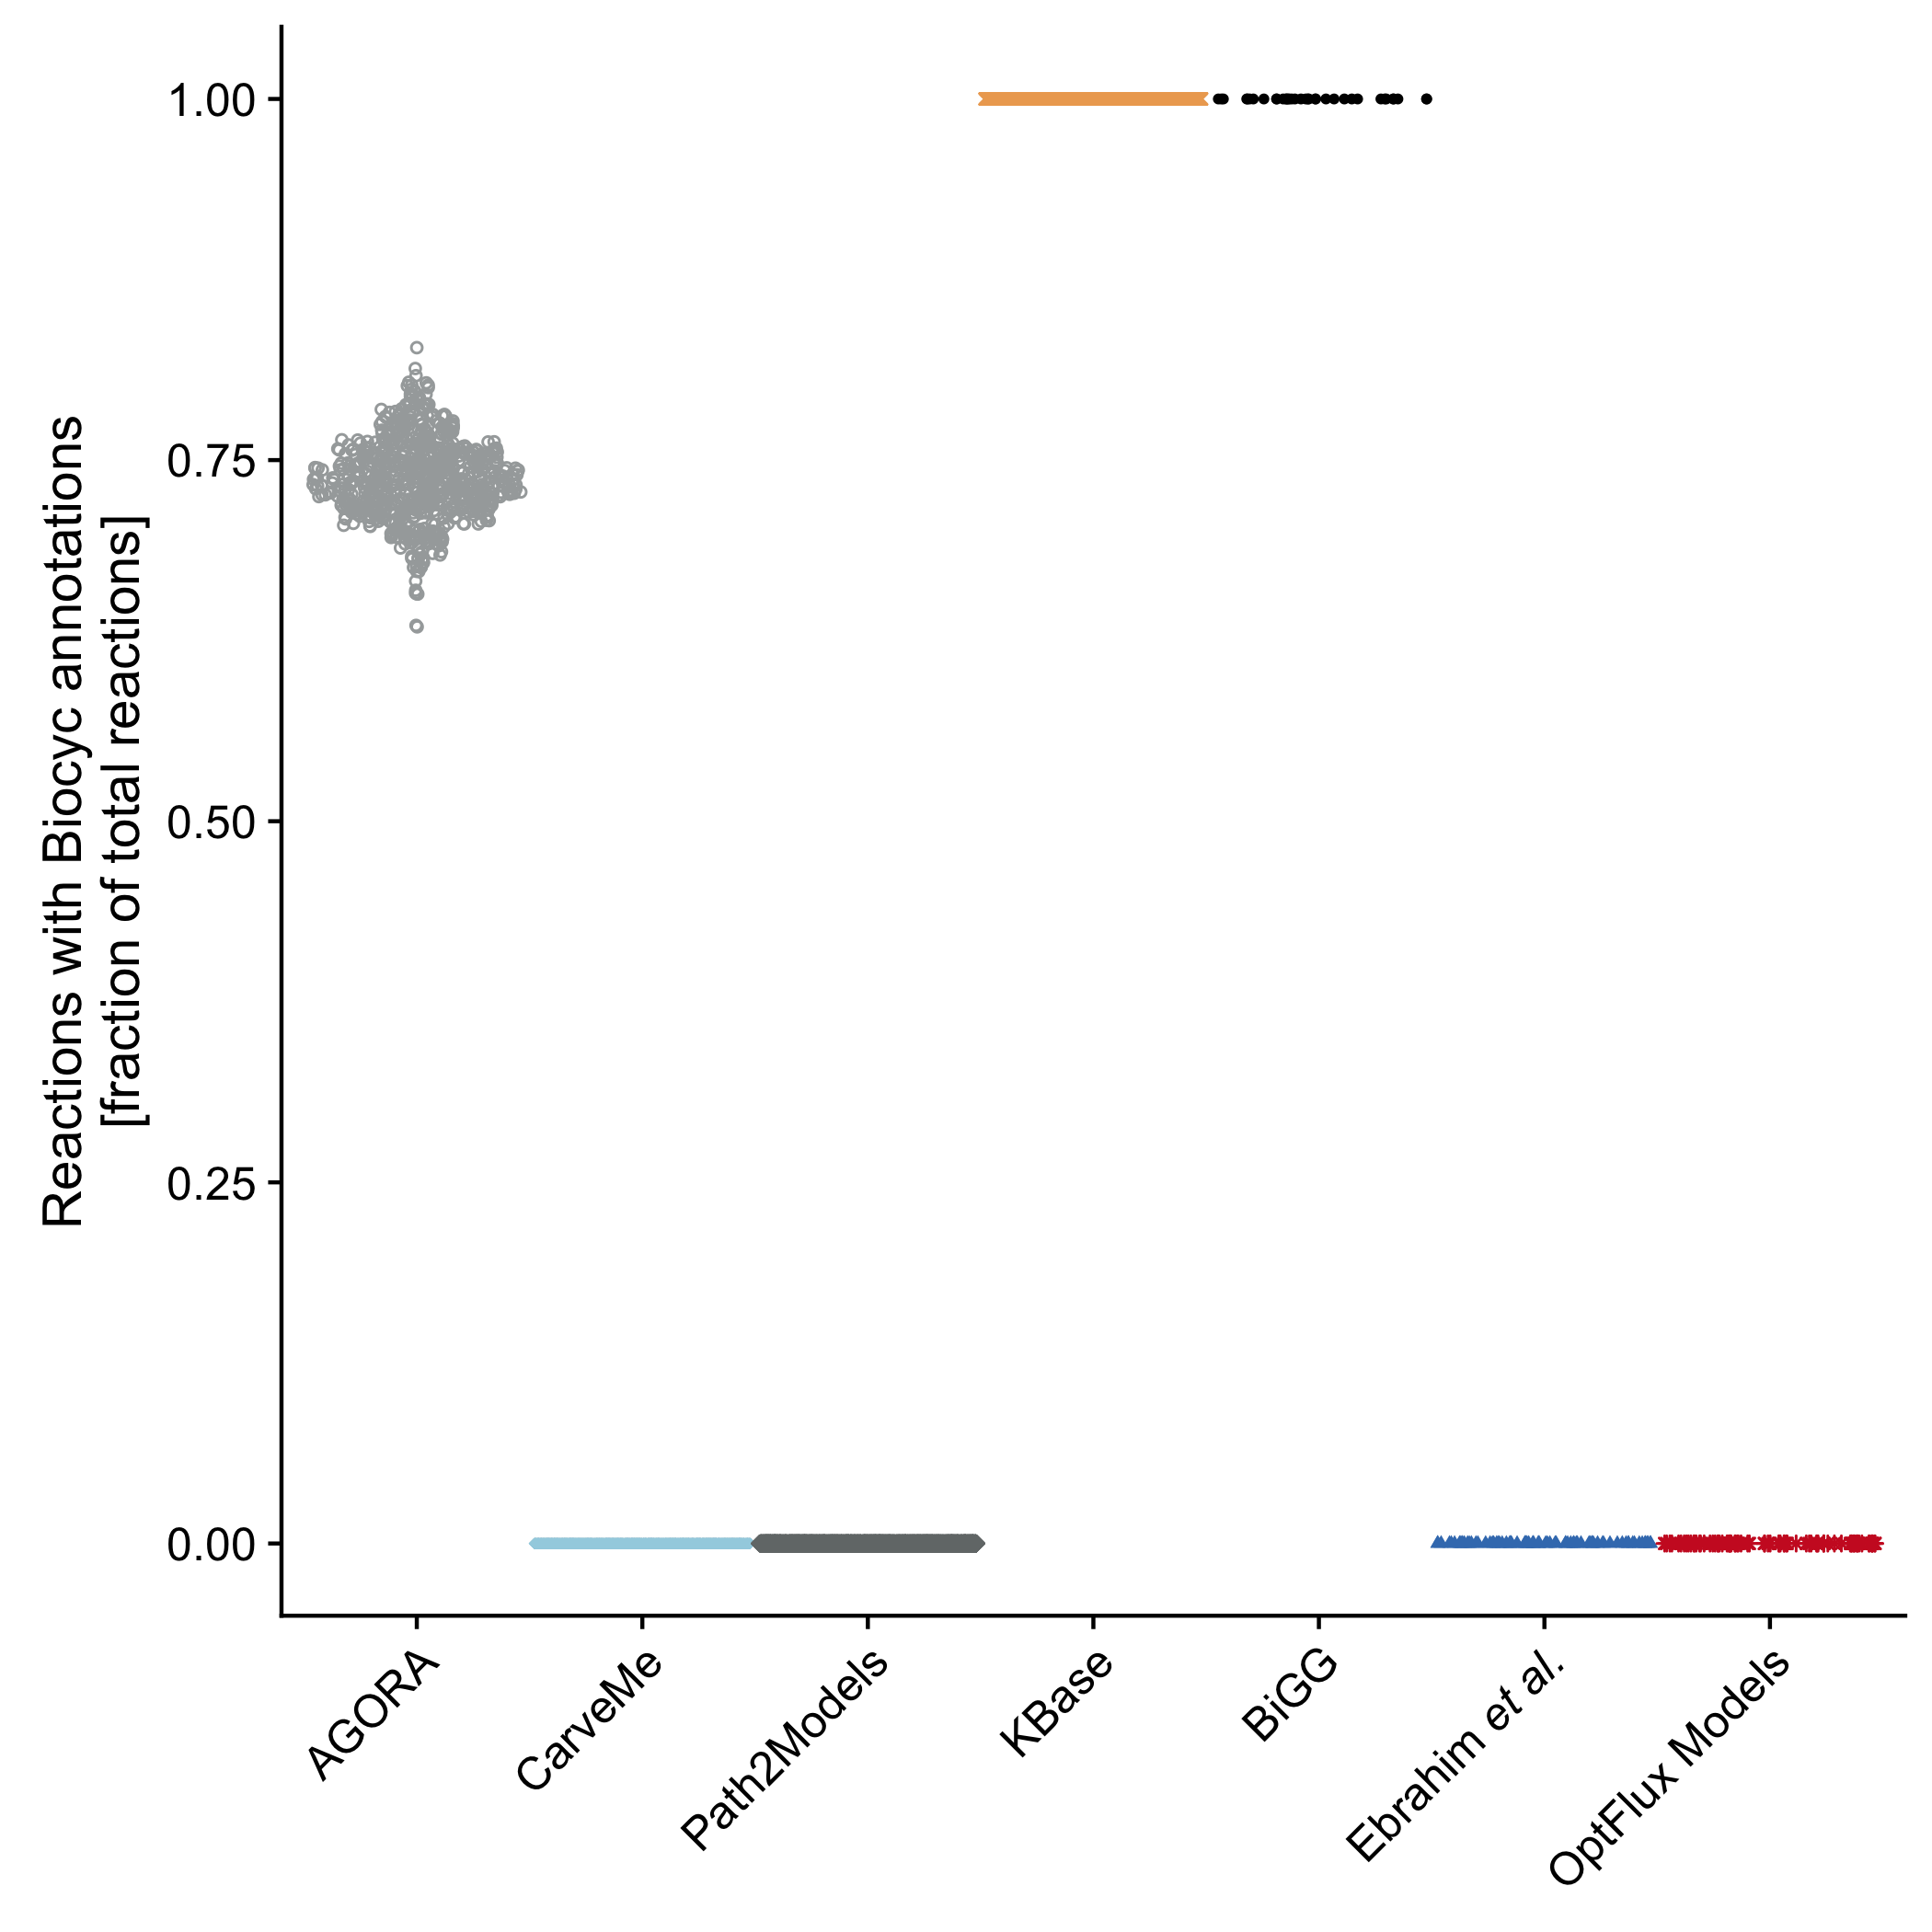 Reactions with Biocyc annotations
[fraction of total reactions]
1.00
0.75
0.50
0.25
0.00
AGORA
CarveMe
Path2Models
KBase
BiGG
Ebrahim et al.
OptFlux Models